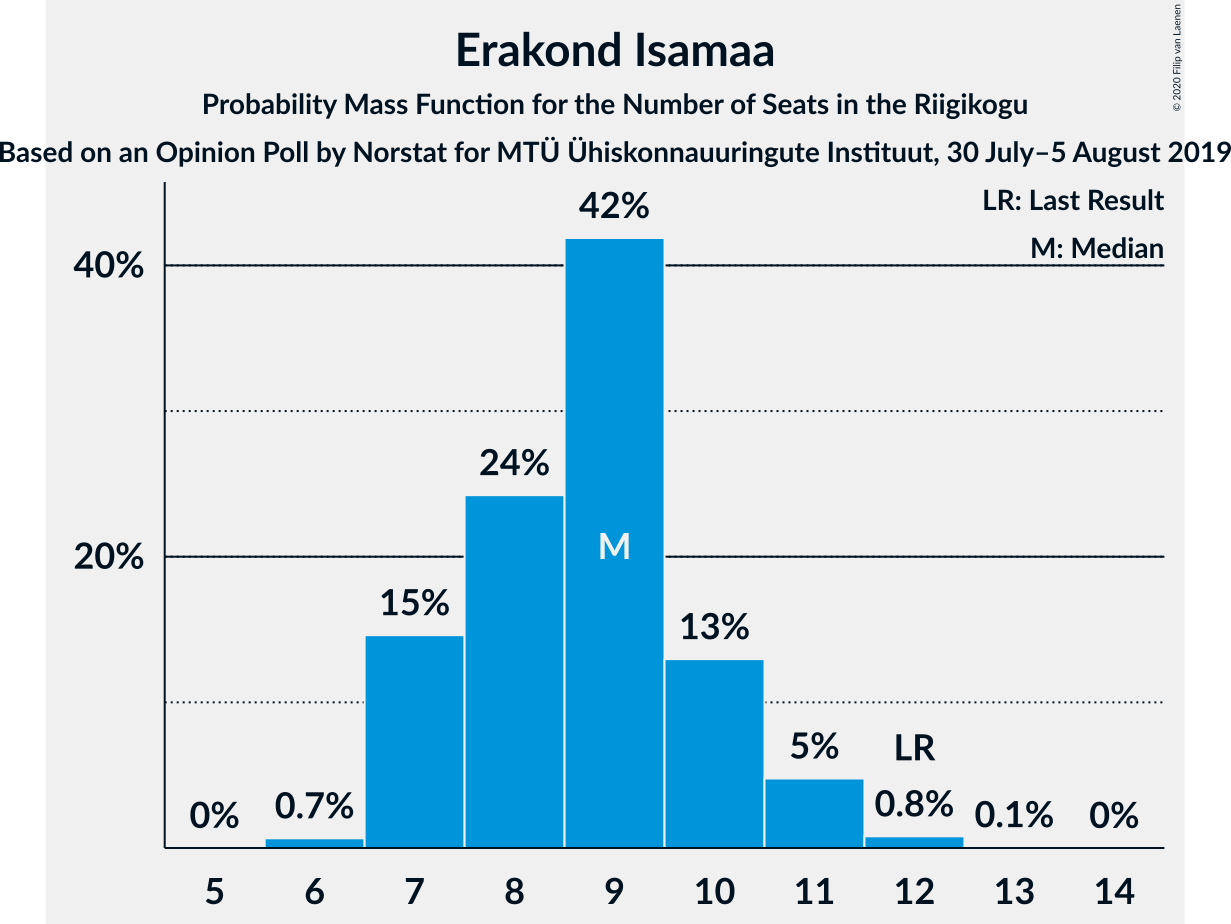 Erakond Isamaa
Probability Mass Function for the Number of Seats in the Riigikogu
Based on an Opinion Poll by Norstat for MTÜ Ühiskonnauuringute Instituut, 30 July–5 August 2019
© 2020 Filip van Laenen
LR: Last Result
M: Median
40%
20%
0%
0.7%
15%
24%
42%
M
13%
5%
LR
0.8%
0.1%
0%
5 6 7 8 9 10 11 12 13 14